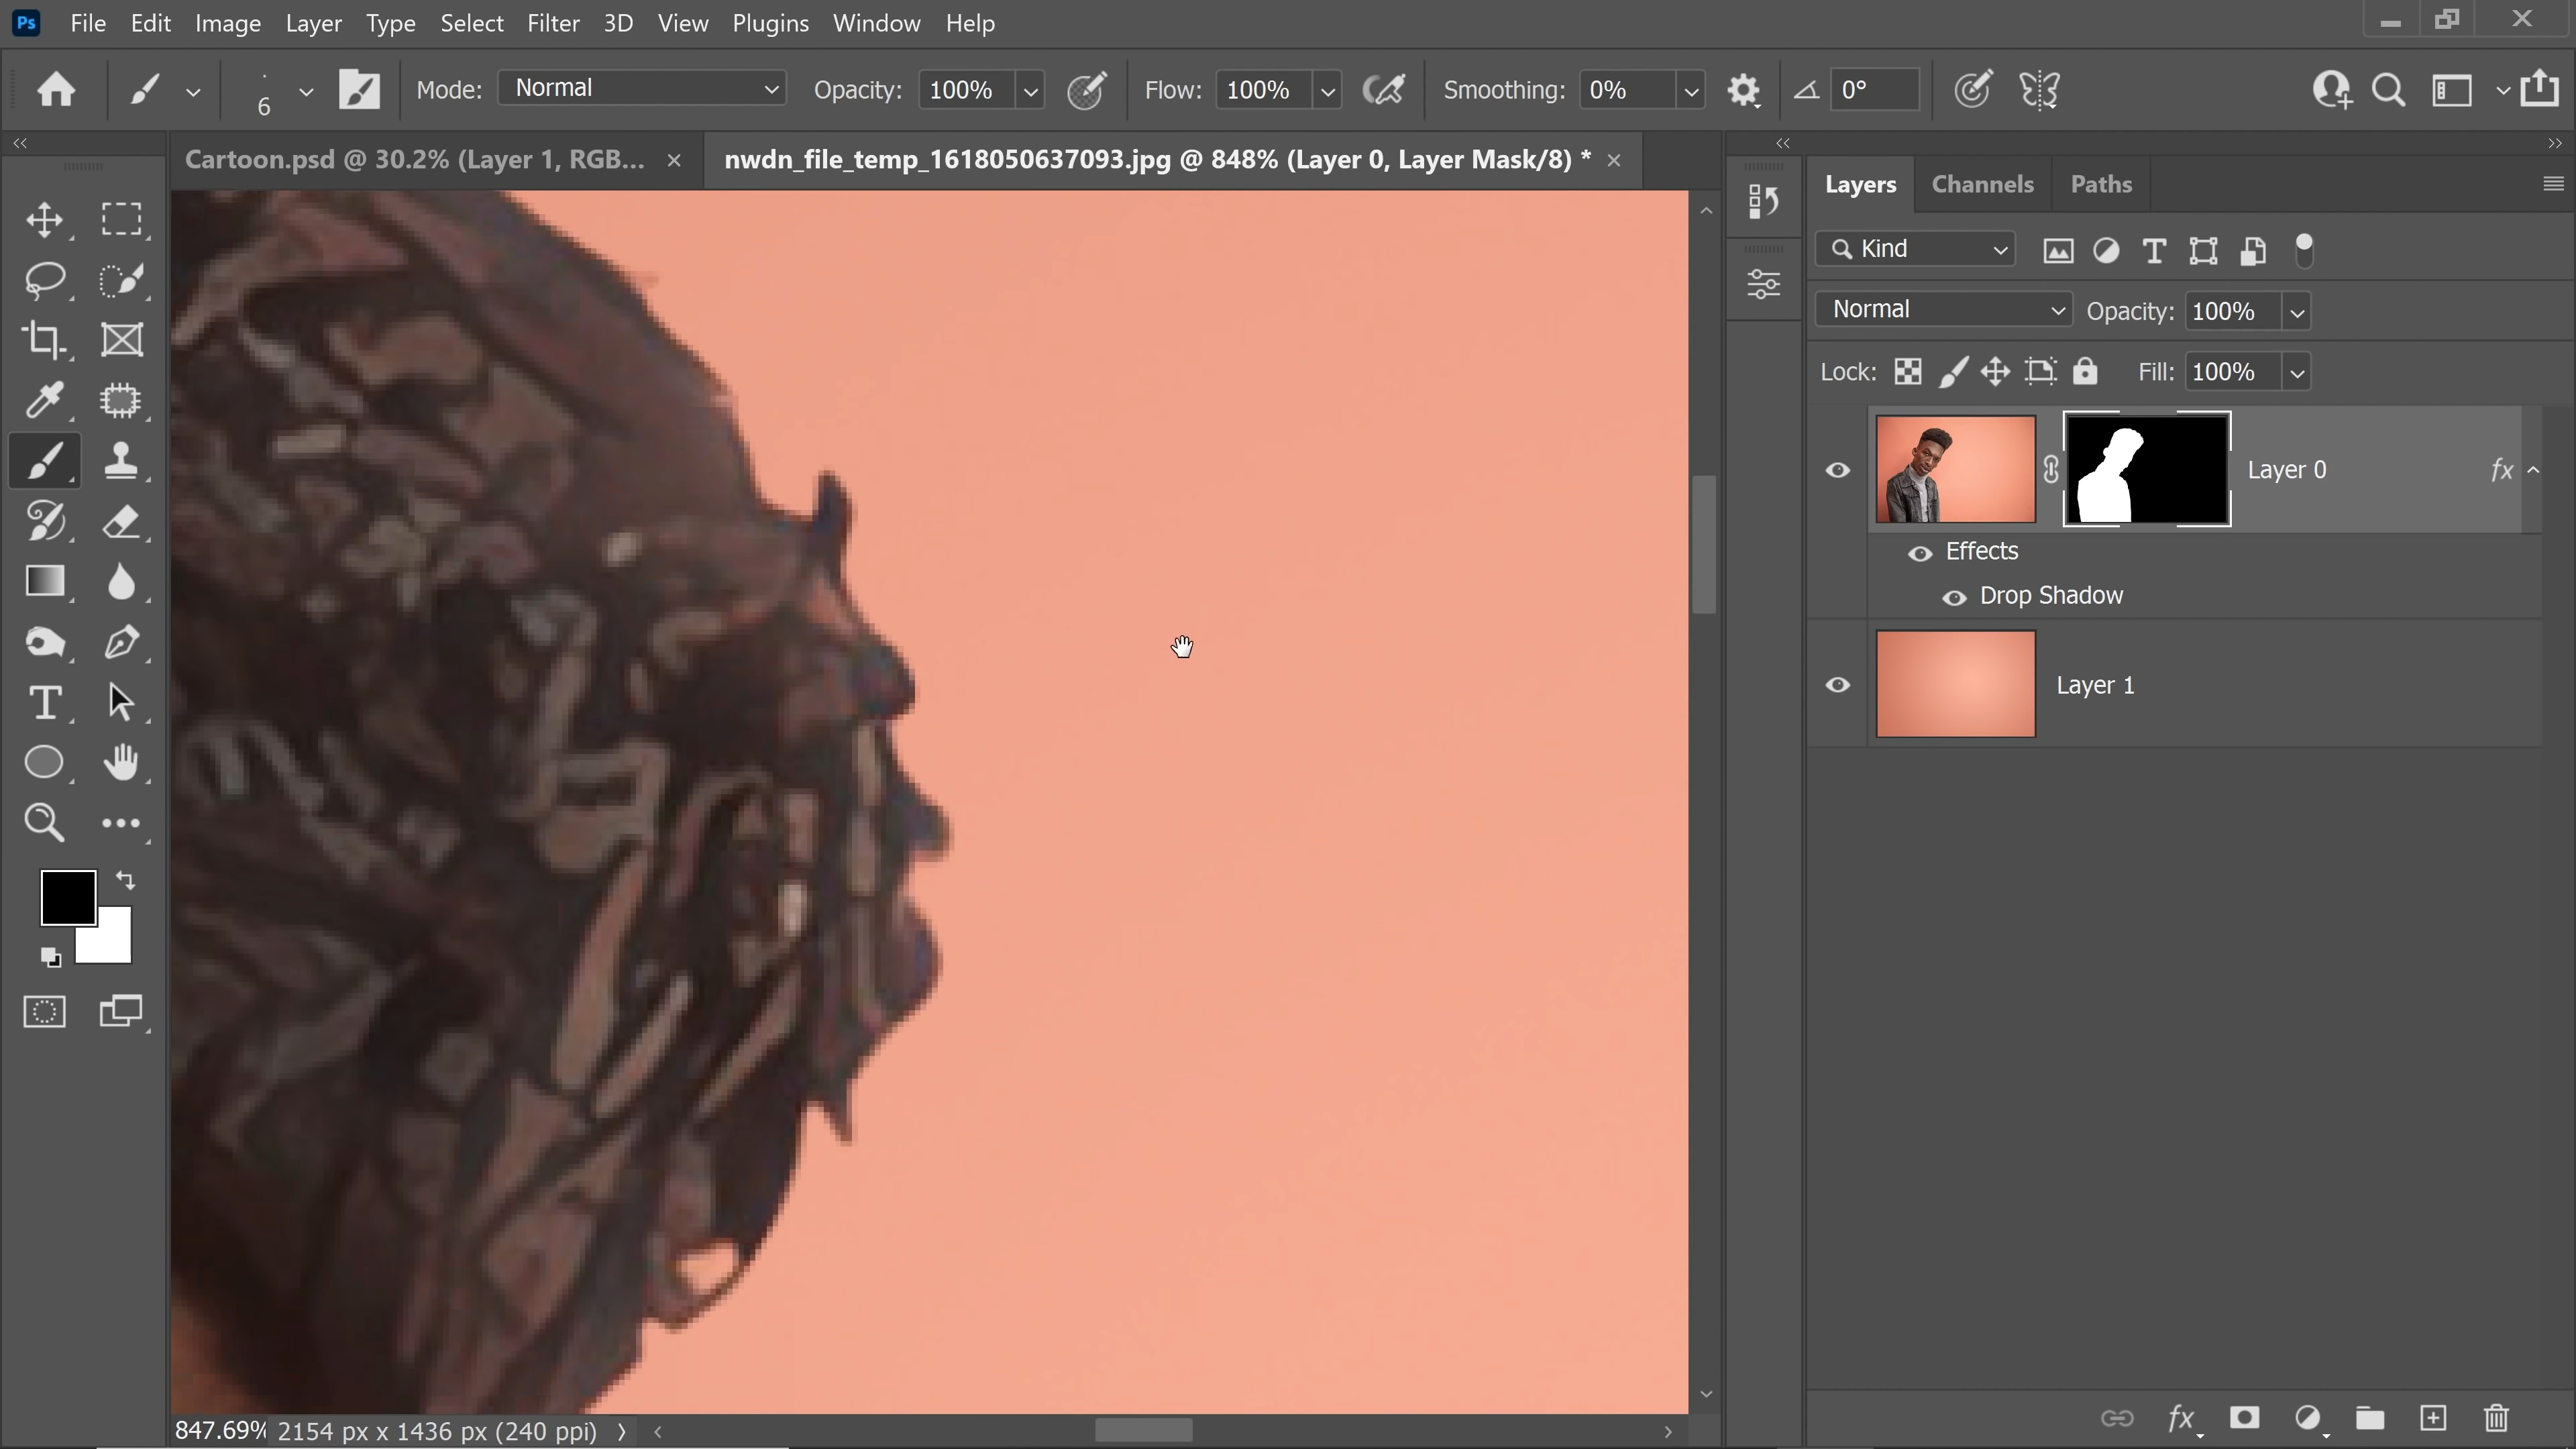 Ps File Edit Image Layer Type Select Filter 3D View Plugins Window Help
6 Mode: Normal Opacity: 100% Flow: 100% Smoothing: 0% 0°
Cartoon.psd @ 30.2% (Layer 1, RGB... × nwdn_file_temp_1618050637093.jpg @ 848% (Layer 0, Layer Mask/8) * ×
Layers Channels Paths
Kind
Normal Opacity: 100%
Lock: Fill: 100%
Layer 0 fx
Effects
Drop Shadow
Layer 1
847.69% 2154 px x 1436 px (240 ppi)
fx